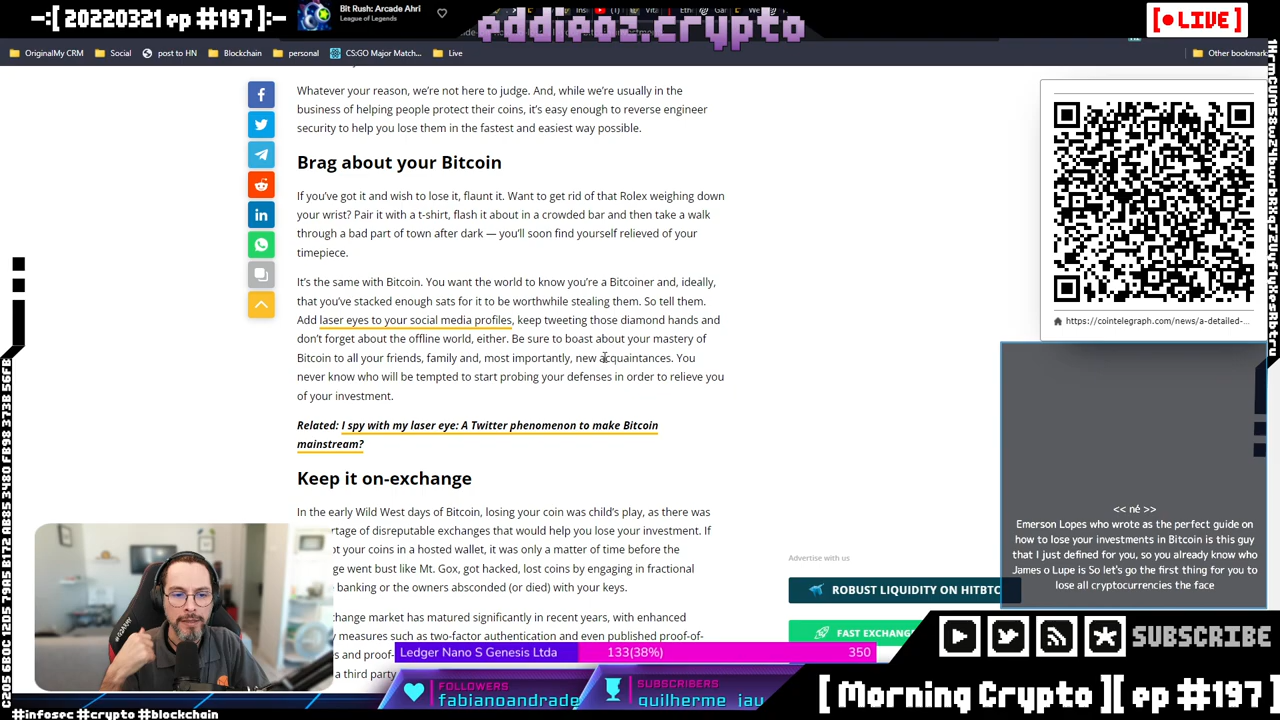 -:[ 20220321 ep #197]:-
Bit Rush: Arcade Ahri
League of Legends
eddieoz.crypto
[●LIVE]
OriginalMy CRM
Social
post to HN
Blockchain
personal
CS:GO Major Match...
Live
Other bookmark
Whatever your reason, we're not here to judge. And, while we're usually in the
business of helping people protect their coins, it's easy enough to reverse engineer
security to help you lose them in the fastest and easiest way possible.
Brag about your Bitcoin
If you've got it and wish to lose it, flaunt it. Want to get rid of that Rolex weighing down
your wrist? Pair it with a t-shirt, flash it about in a crowded bar and then take a walk
through a bad part of town after dark — you'll soon find yourself relieved of your
timepiece.
It's the same with Bitcoin. You want the world to know you're a Bitcoiner and, ideally,
that you've stacked enough sats for it to be worthwhile stealing them. So tell them.
Add laser eyes to your social media profiles, keep tweeting those diamond hands and
don't forget about the offline world, either. Be sure to boast about your mastery of
Bitcoin to all your friends, family and, most importantly, new acquaintances. You
never know who will be tempted to start probing your defenses in order to relieve you
of your investment.
Related: I spy with my laser eye: A Twitter phenomenon to make Bitcoin
mainstream?
Keep it on-exchange
In the early Wild West days of Bitcoin, losing your coin was child's play, as there was
rtage of disreputable exchanges that would help you lose your investment. If
ot your coins in a hosted wallet, it was only a matter of time before the
ge went bust like Mt. Gox, got hacked, lost coins by engaging in fractional
banking or the owners absconded (or died) with your keys.
change market has matured significantly in recent years, with enhanced
y measures such as two-factor authentication and even published proof-of-
s and proof-
a third party
https://cointelegraph.com/news/a-detailed-...
<< né >>
Emerson Lopes who wrote as the perfect guide on
how to lose your investments in Bitcoin is this guy
that I just defined for you, so you already know who
James o Lupe is So let's go the first thing for you to
lose all cryptocurrencies the face
Advertise with us
ROBUST LIQUIDITY ON HITBTC
FAST EXCHANGE
Ledger Nano S Genesis Ltda
133(38%)
350
FOLLOWERS
fabianoandrade
SUBSCRIBERS
guilherme_jau
SUBSCRIBE
[Morning Crypto][ep #197]
#infosec #crypto #blockchain